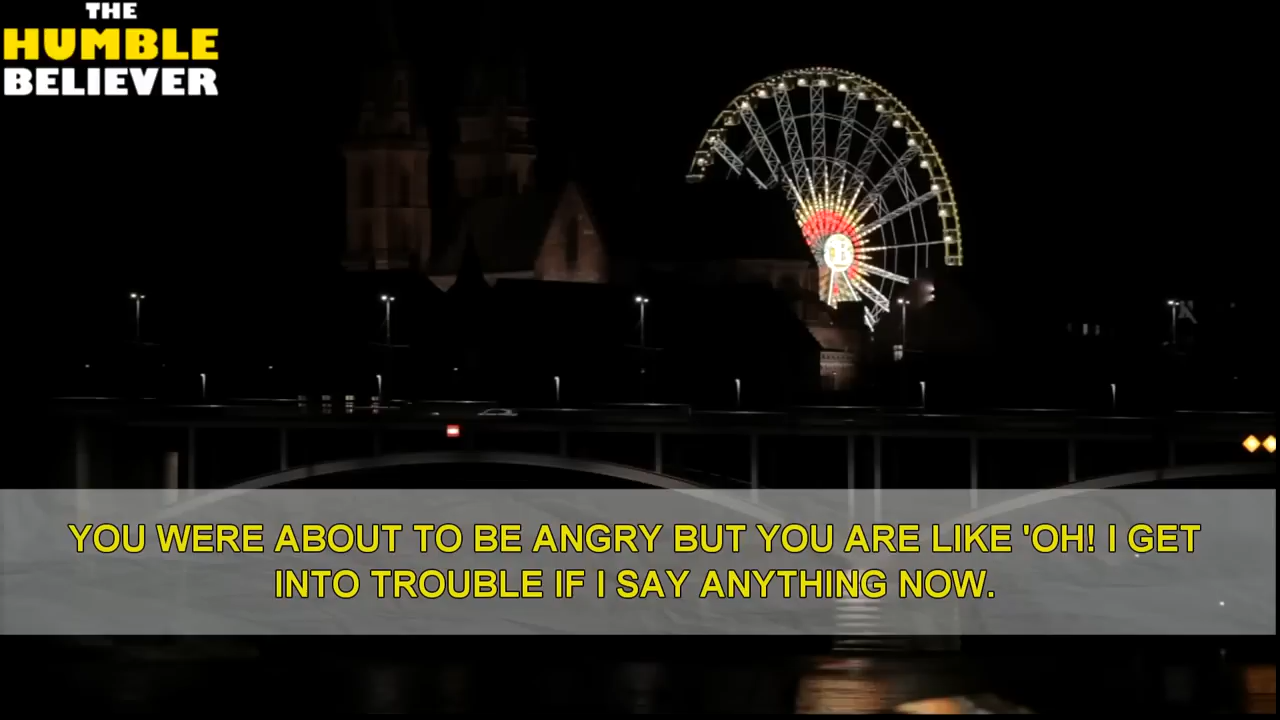 THE
HUMBLE
BELIEVER
YOU WERE ABOUT TO BE ANGRY BUT YOU ARE LIKE 'OH! I GET
INTO TROUBLE IF I SAY ANYTHING NOW.